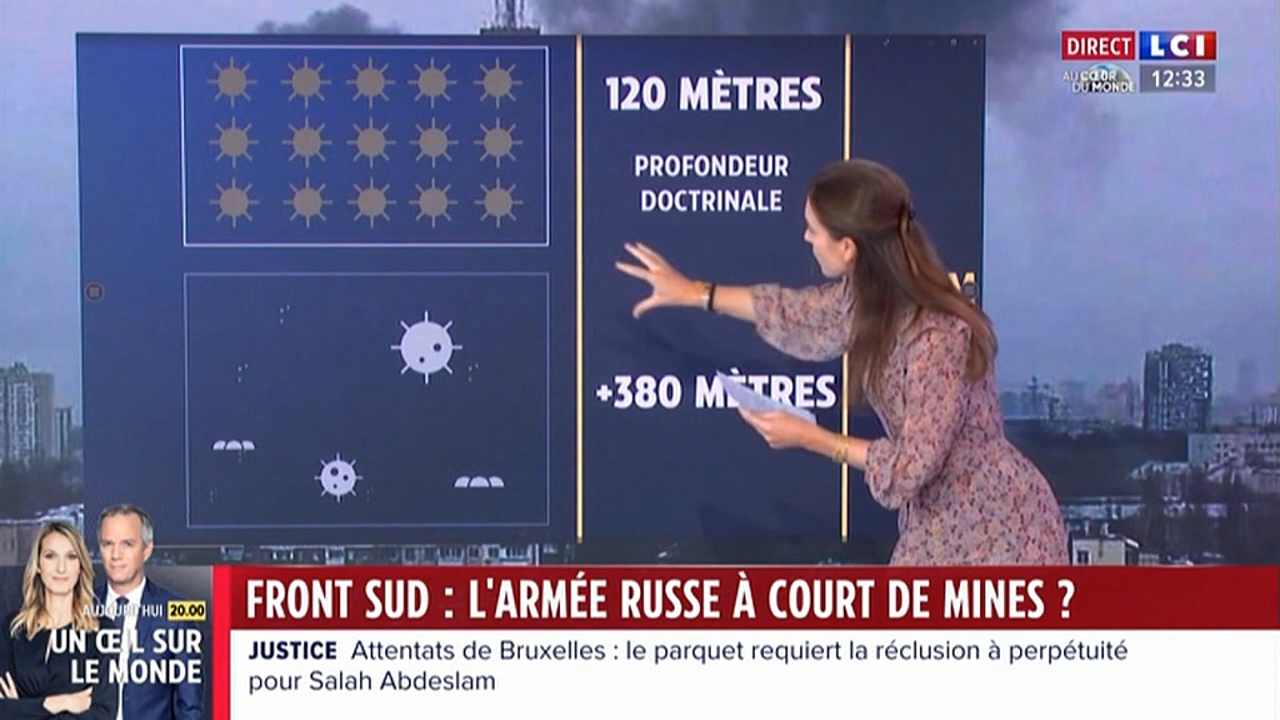 120 MÈTRES
PROFONDEUR
DOCTRINALE
+380 MÈTRES
DIRECT LCI
AU CŒUR
DU MONDE
12:33
AUJOURD'HUI 20.00
UN ŒIL SUR
LE MONDE
FRONT SUD : L'ARMÉE RUSSE À COURT DE MINES ?
JUSTICE Attentats de Bruxelles : le parquet requiert la réclusion à perpétuité
pour Salah Abdeslam